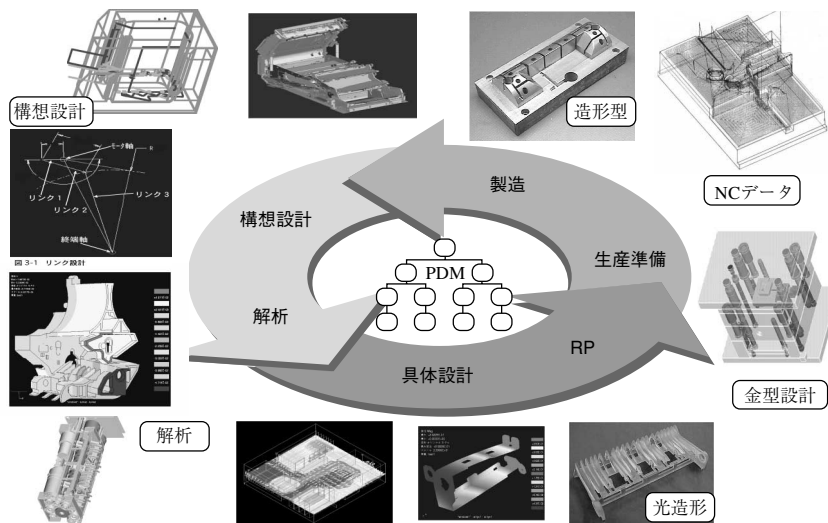 構想設計
造形型
NCデータ
モータ軸
R
リンク1
リンク2
リンク3
終端軸
図 3-1 リンク設計
製造
構想設計
生産準備
PDM
解析
RP
具体設計
金型設計
解析
光造形